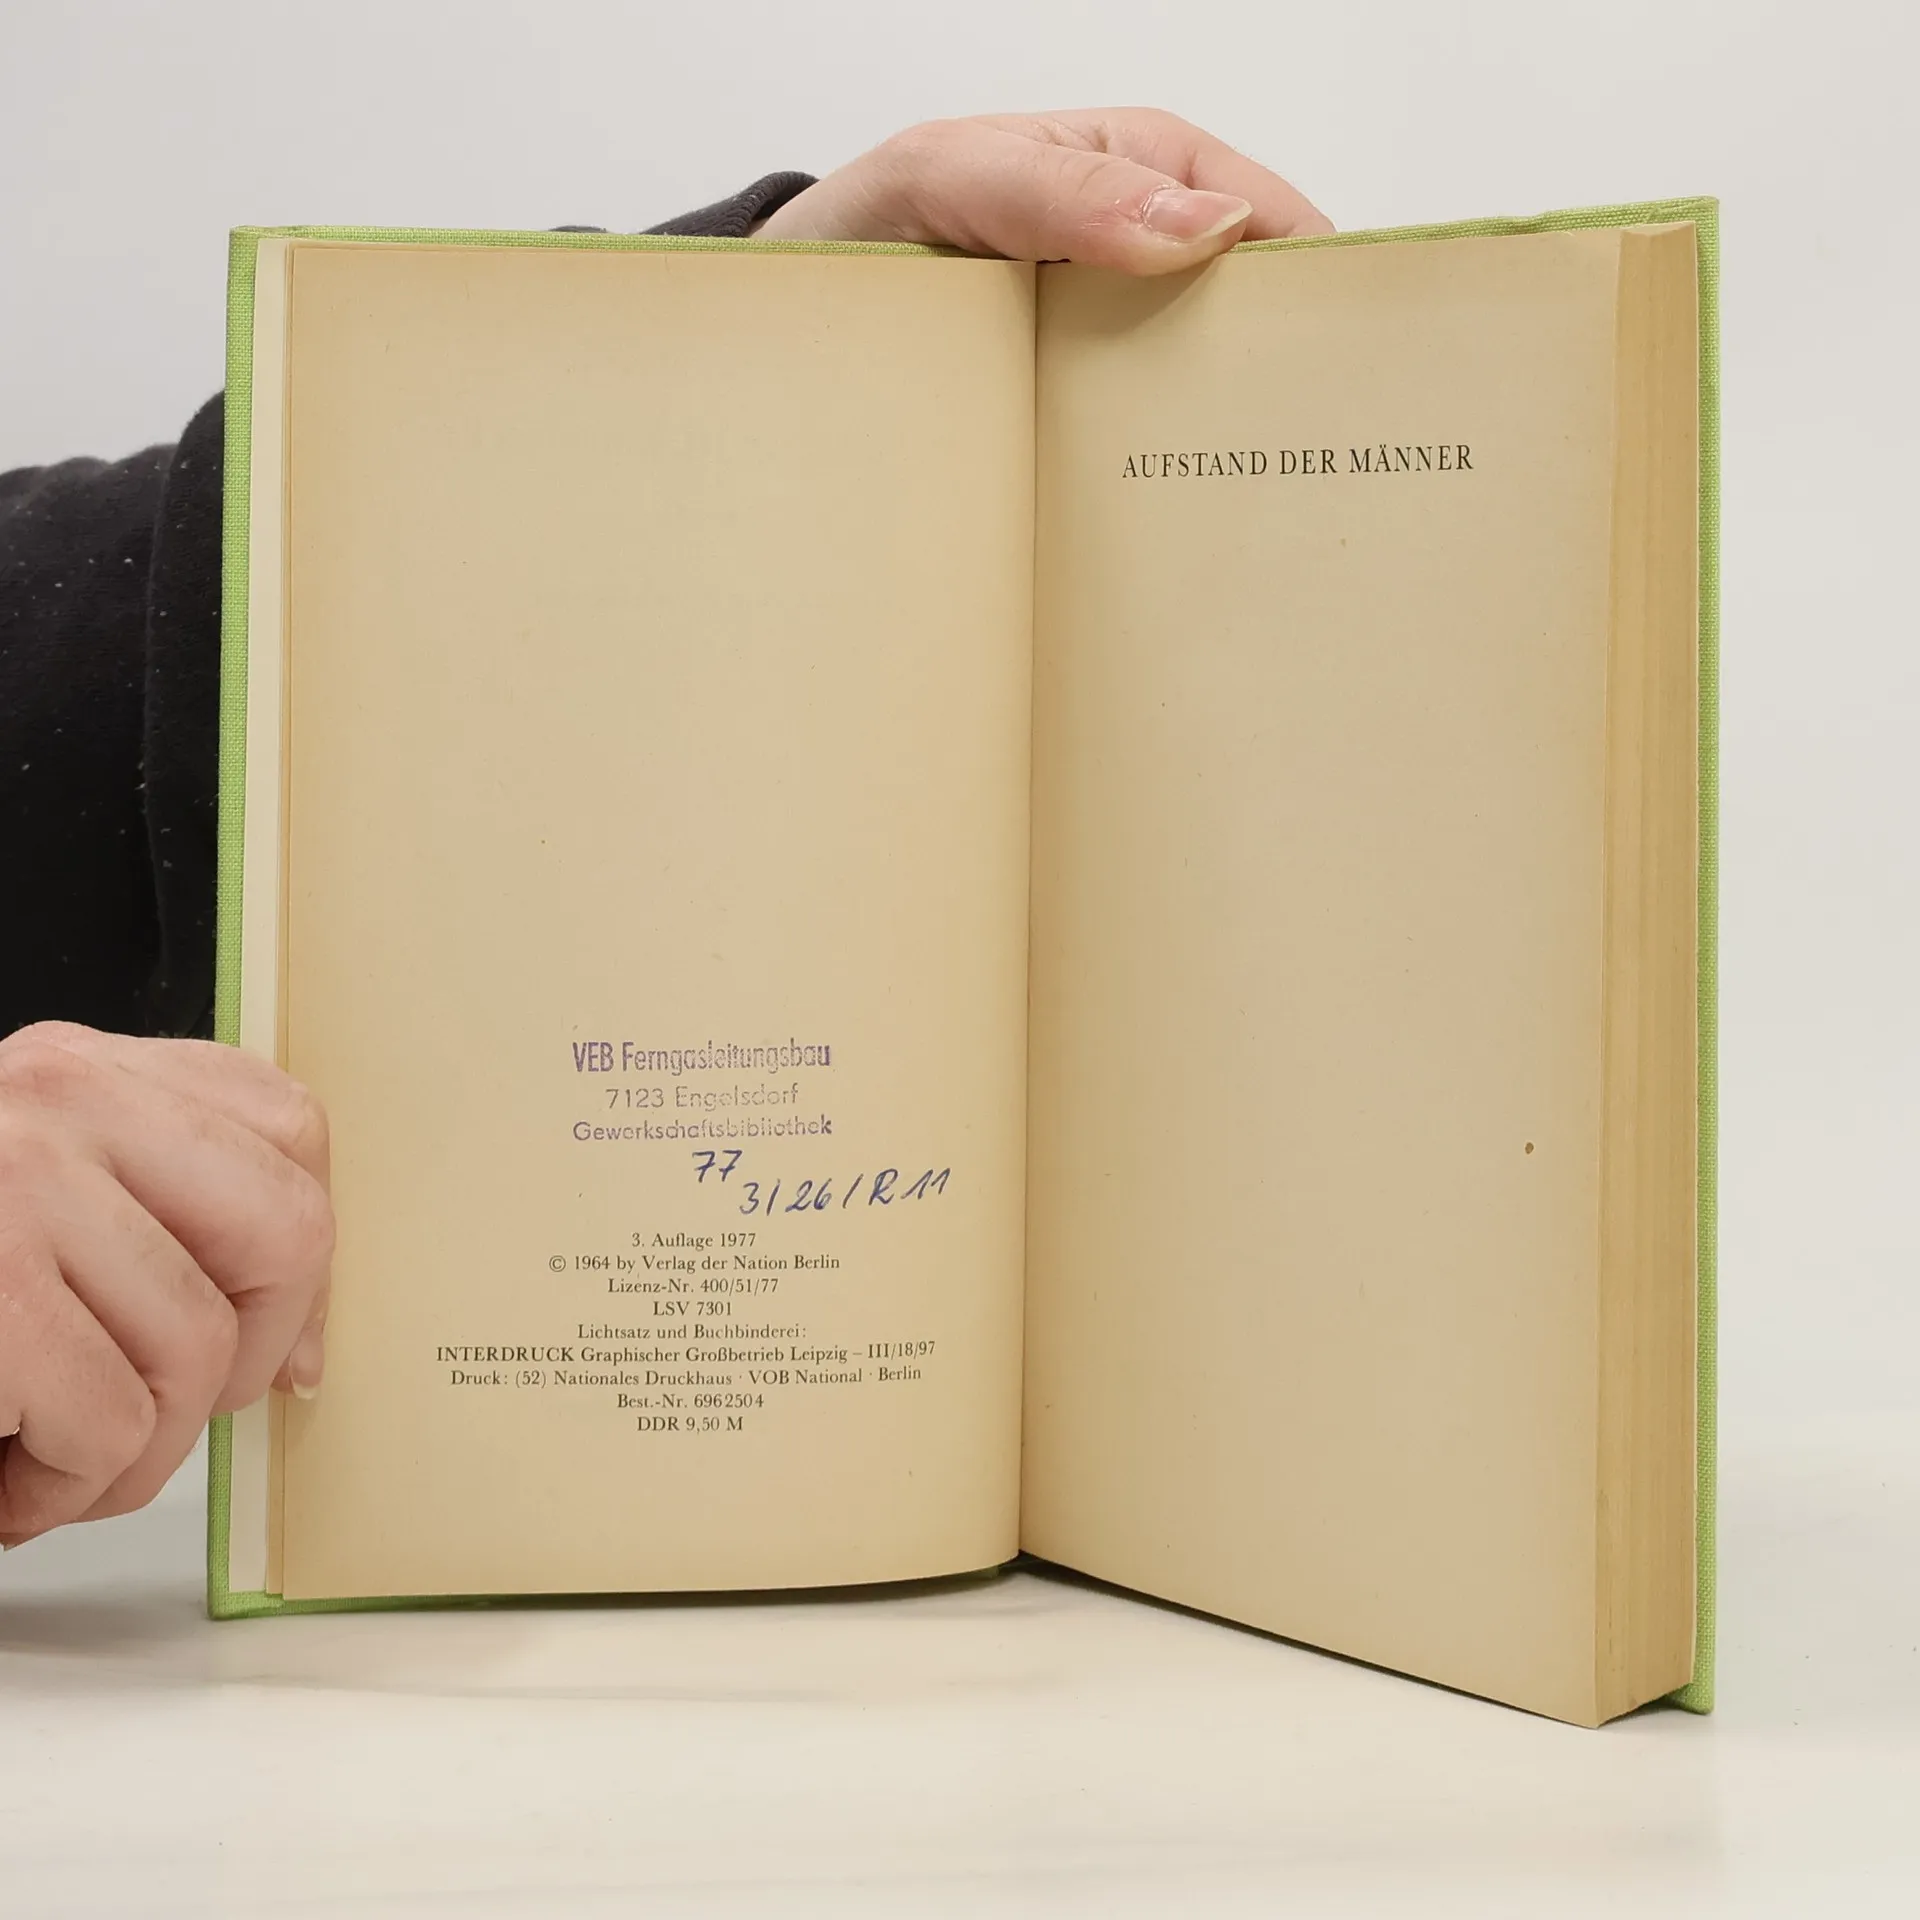 VEB Ferngasleitungsbau
7123 Engelsdorf
Gewerkschaftsbibliothek
77
3/26/R 11
3. Auflage 1977
© 1964 by Verlag der Nation Berlin
Lizenz-Nr. 400/51/77
LSV 7301
Lichtsatz und Buchbinderei:
INTERDRUCK Graphischer Großbetrieb Leipzig – III/18/97
Druck: (52) Nationales Druckhaus · VOB National · Berlin
Best.-Nr. 6962504
DDR 9,50 M
AUFSTAND DER MÄNNER